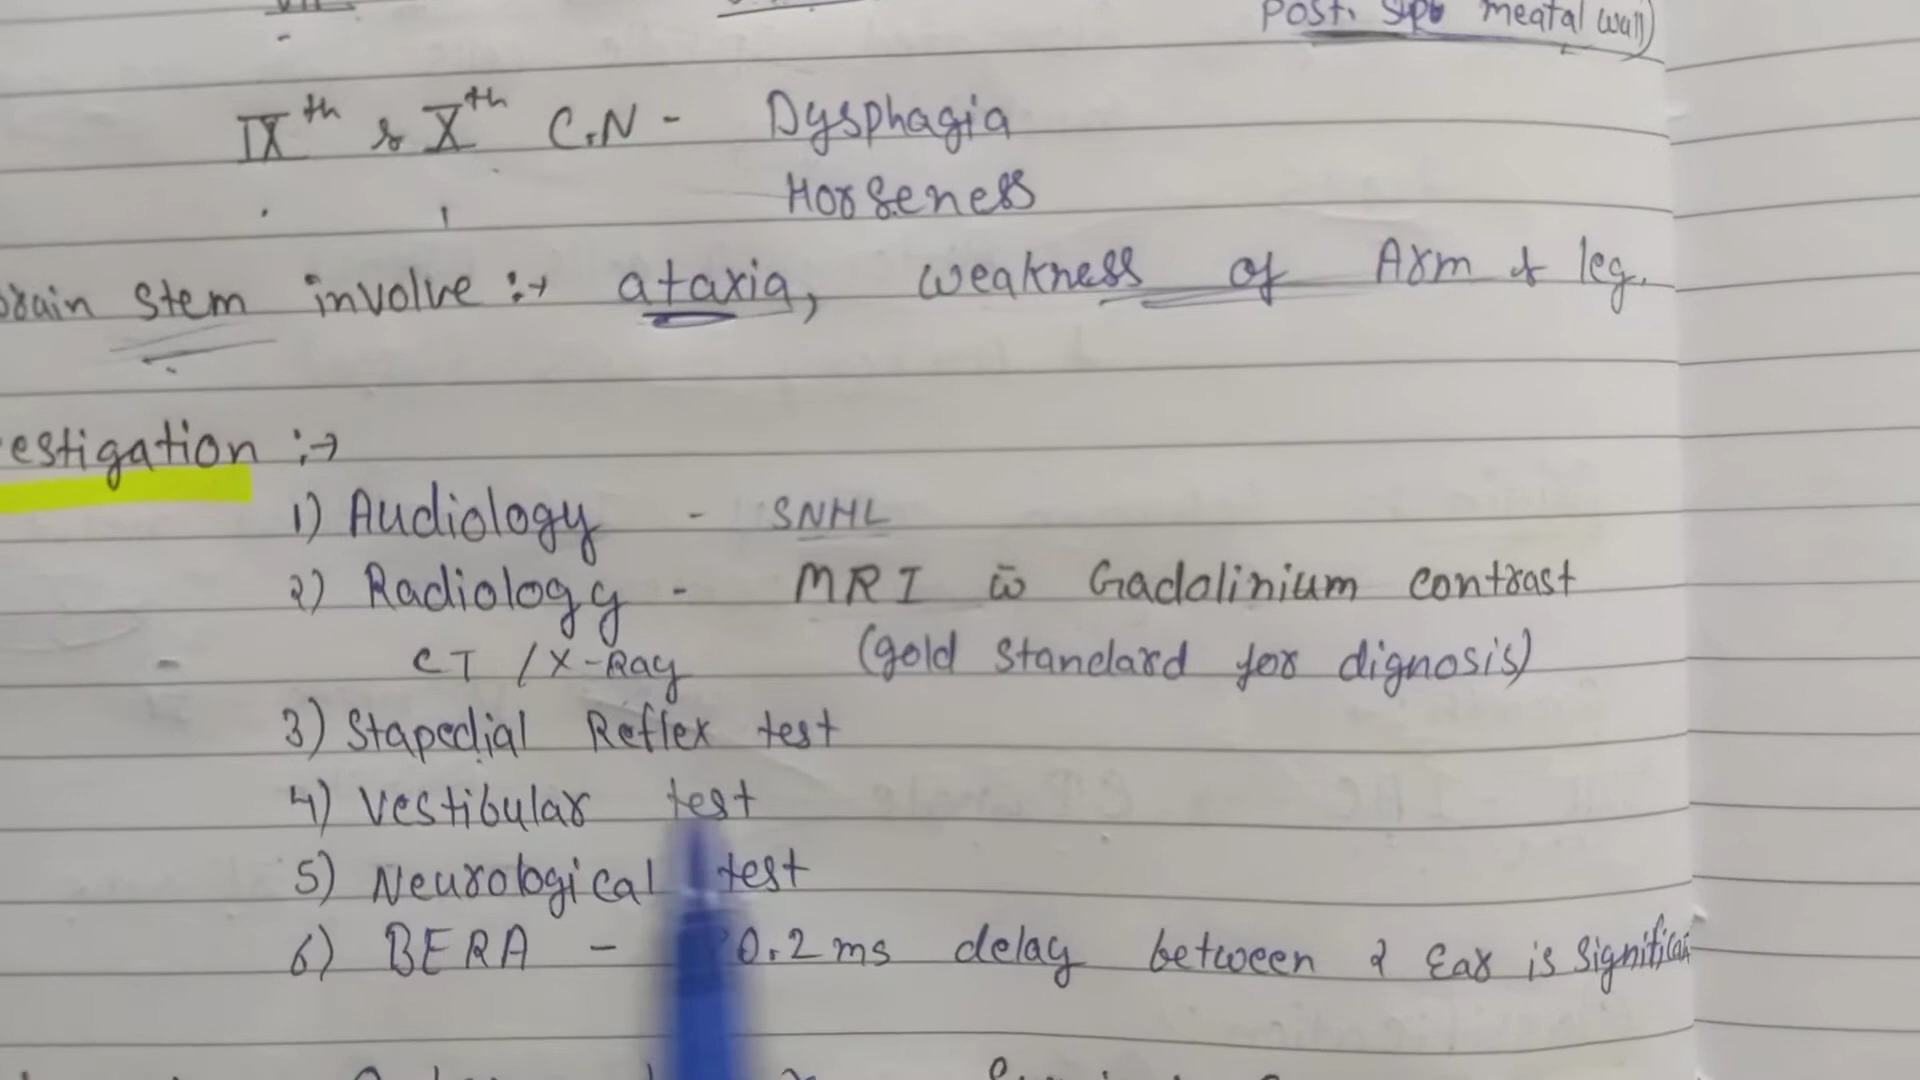 Post. Sup meatal wall)
IXth & Xth C.N - Dysphagia
Horseness
brain stem involve :→ ataxia, weakness of Arm & leg.
estigation :→
1) Audiology - SNHL
2) Radiology - MRI c̄ Gadolinium contrast
CT / X-Ray (gold standard for dignosis)
3) Stapedial Reflex test
4) Vestibular test
5) Neurological test
6) BERA - 0.2 ms delay between 2 Ear is significan